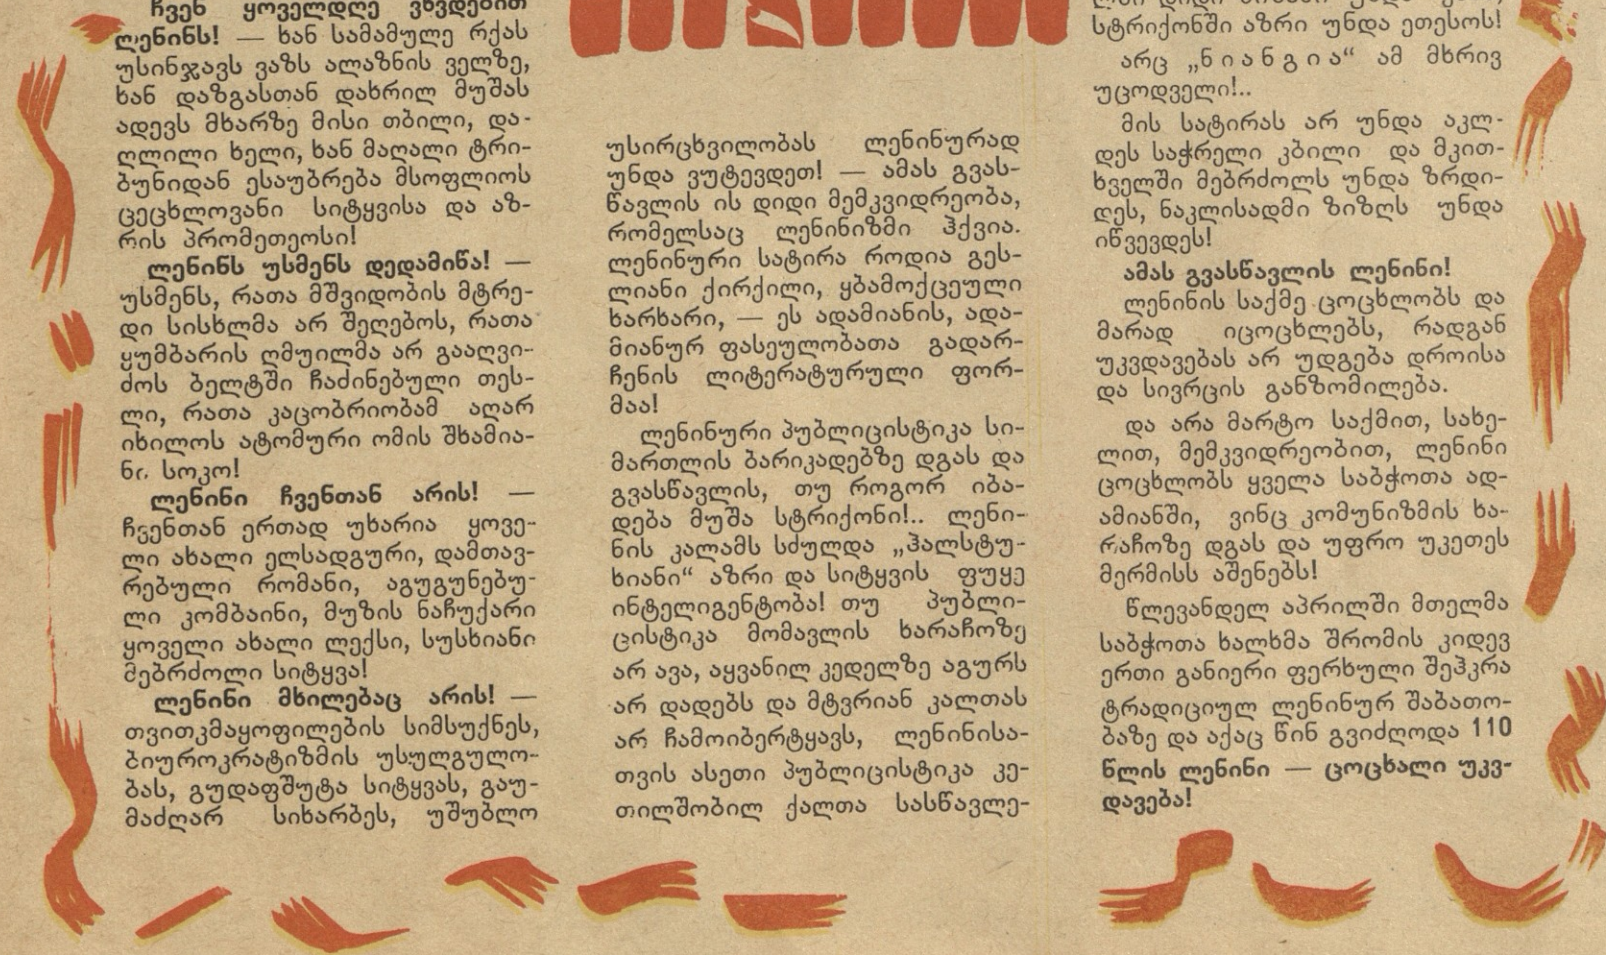 ჩვენ ყოველდღე ვხვდებით
ლენინს! — ხან სამამულე რქას
უსინჯავს ვაზს ალაზნის ველზე,
ხან დაზგასთან დახრილ მუშას
ადევს მხარზე მისი თბილი, და-
ღლილი ხელი, ხან მაღალი ტრი-
ბუნიდან ესაუბრება მსოფლიოს
ცეცხლოვანი სიტყვისა და აზ-
რის პრომეთეოსი!
ლენინს უსმენს დედამიწა! —
უსმენს, რათა მშვიდობის მტრე-
დი სისხლმა არ შეღებოს, რათა
ყუმბარის ღმუილმა არ გააღვი-
ძოს ბელტში ჩაძინებული თეს-
ლი, რათა კაცობრიობამ აღარ
იხილოს ატომური ომის შხამია-
ნი სოკო!
ლენინი ჩვენთან არის! —
ჩვენთან ერთად უხარია ყოვე-
ლი ახალი ელსადგური, დამთავ-
რებული რომანი, აგუგუნებუ-
ლი კომბაინი, მუზის ნაჩუქარი
ყოველი ახალი ლექსი, სუსხიანი
მებრძოლი სიტყვა!
ლენინი მხილებაც არის! —
თვითკმაყოფილების სიმსუქნეს,
ბიუროკრატიზმის უსულგულო-
ბას, გუდაფშუტა სიტყვას, გაუ-
მაძღარ სიხარბეს, უშუბლო
უსირცხვილობას ლენინურად
უნდა ვუტევდეთ! — ამას გვას-
წავლის ის დიდი მემკვიდრეობა,
რომელსაც ლენინიზმი ჰქვია.
ლენინური სატირა როდია გეს-
ლიანი ქირქილი, ყბამოქცეული
ხარხარი, — ეს ადამიანის, ადა-
მიანურ ფასეულობათა გადარ-
ჩენის ლიტერატურული ფორ-
მაა!
ლენინური პუბლიცისტიკა სი-
მართლის ბარიკადებზე დგას და
გვასწავლის, თუ როგორ იბა-
დება მუშა სტრიქონი!.. ლენი-
ნის კალამს სძულდა „ჰალსტუ-
ხიანი“ აზრი და სიტყვის ფუყე
ინტელიგენტობა! თუ პუბლი-
ცისტიკა მომავლის ხარაჩოზე
არ ავა, აყვანილ კედელზე აგურს
არ დადებს და მტვრიან კალთას
არ ჩამოიბერტყავს, ლენინისა-
თვის ასეთი პუბლიცისტიკა კე-
თილშობილ ქალთა სასწავლე-
სტრიქონში აზრი უნდა ეთესოს!
არც „ნიანგია“ ამ მხრივ
უცოდველი!..
მის სატირას არ უნდა აკლ-
დეს საჭრელი კბილი და მკით-
ხველში მებრძოლს უნდა ზრდი-
დეს, ნაკლისადმი ზიზღს უნდა
იწვევდეს!
ამას გვასწავლის ლენინი!
ლენინის საქმე ცოცხლობს და
მარად იცოცხლებს, რადგან
უკვდავებას არ უდგება დროისა
და სივრცის განზომილება.
და არა მარტო საქმით, სახე-
ლით, მემკვიდრეობით, ლენინი
ცოცხლობს ყველა საბჭოთა ად-
ამიანში, ვინც კომუნიზმის ხა-
რაჩოზე დგას და უფრო უკეთეს
მერმისს აშენებს!
წლევანდელ აპრილში მთელმა
საბჭოთა ხალხმა შრომის კიდევ
ერთი განიერი ფერხული შეჰკრა
ტრადიციულ ლენინურ შაბათო-
ბაზე და აქაც წინ გვიძღოდა 110
წლის ლენინი — ცოცხალი უკვ-
დავება!